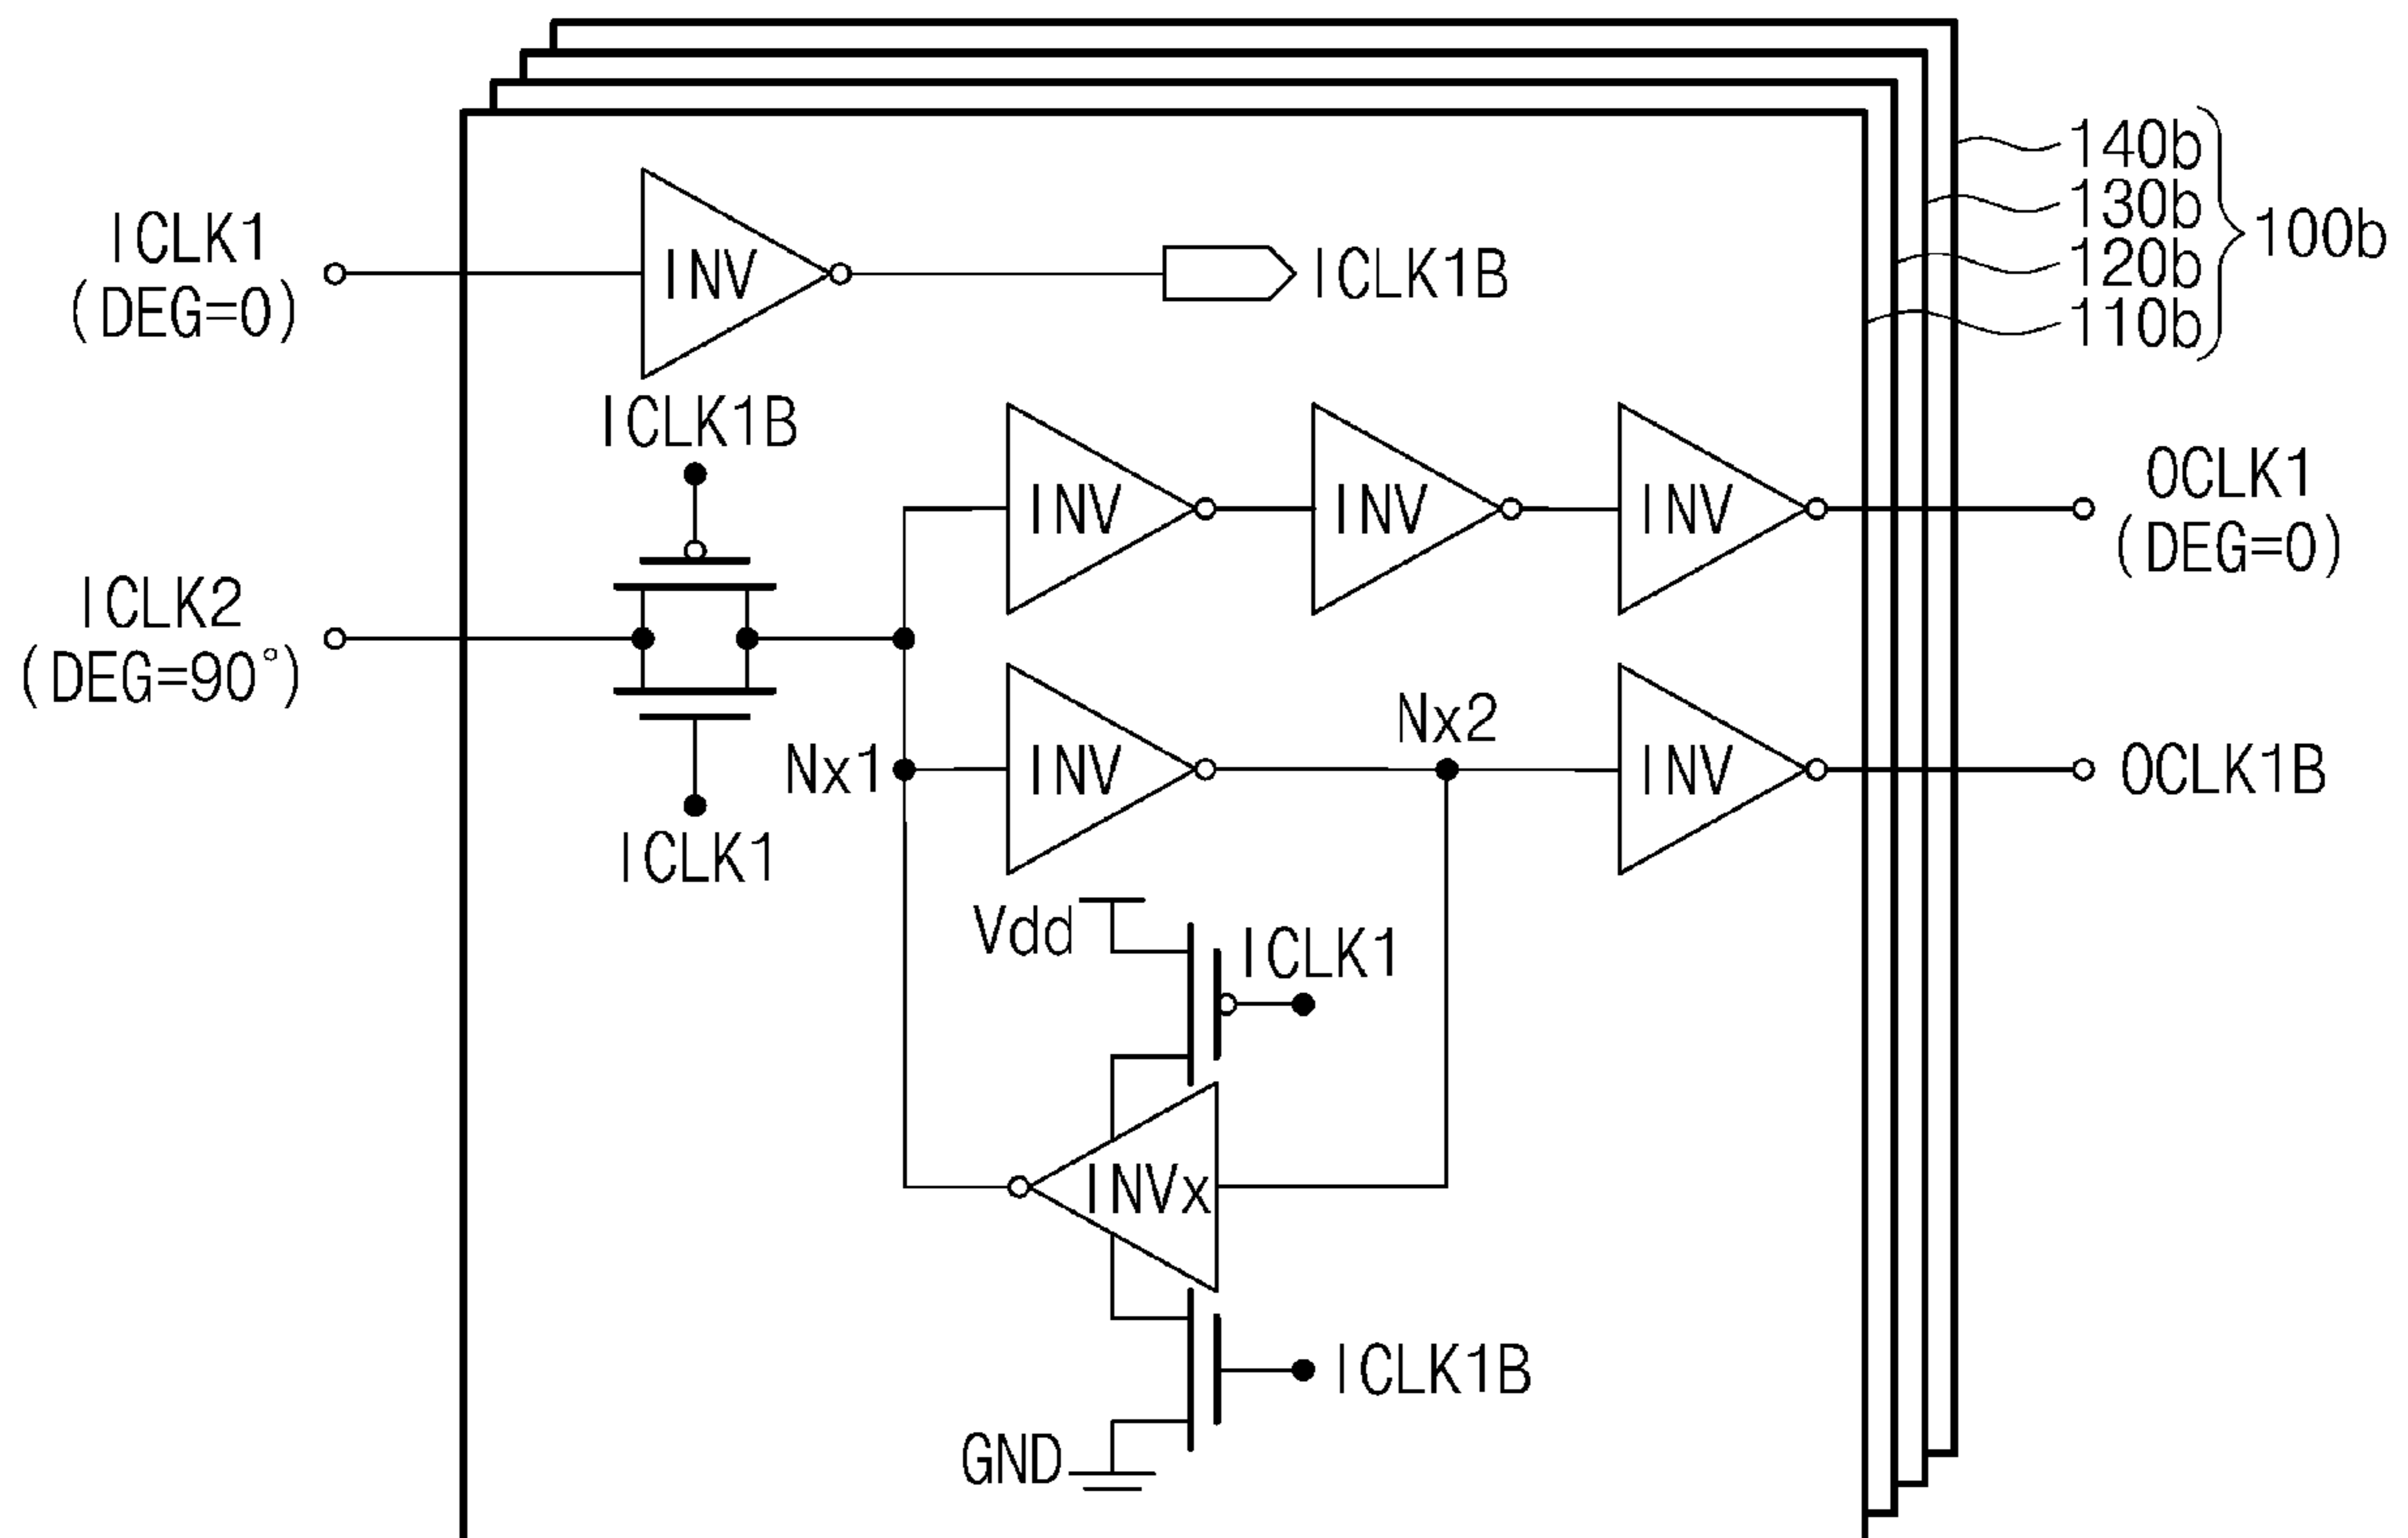 140b
130b
120b
110b
100b
ICLK1
(DEG=0)
INV
ICLK1B
ICLK1B
INV
INV
INV
OCLK1
(DEG=0)
ICLK2
(DEG=90°)
Nx1
INV
Nx2
INV
OCLK1B
ICLK1
Vdd
ICLK1
INVx
ICLK1B
GND